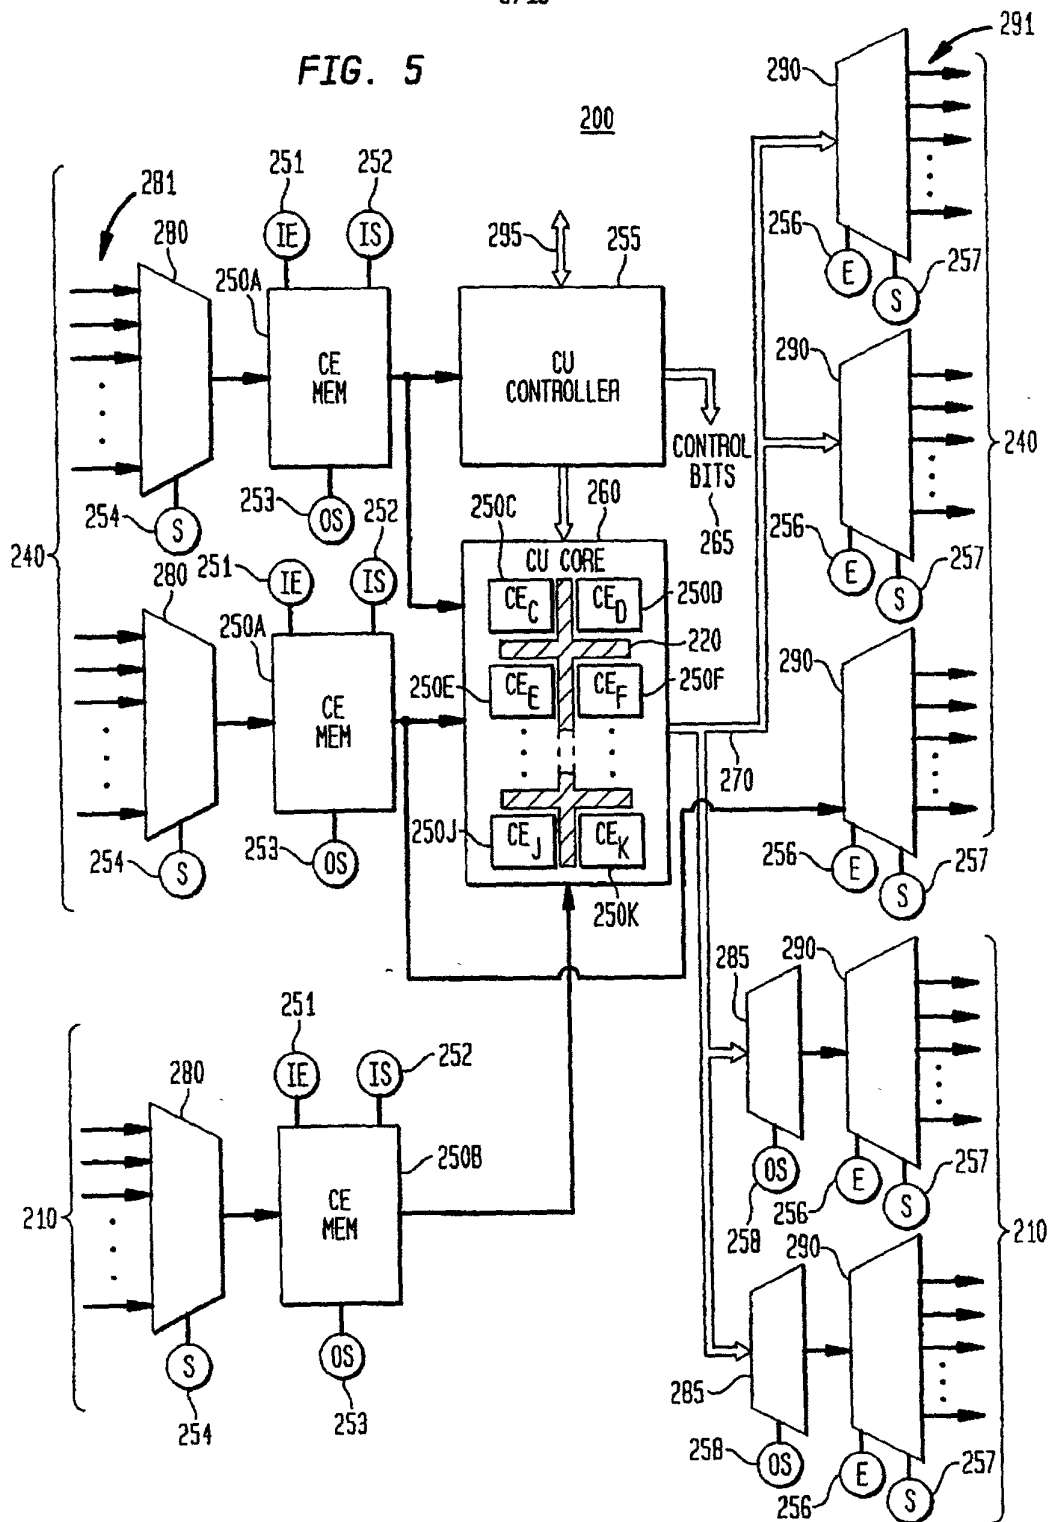 FIG. 5
200
291
290
281
280
251
252
IE
IS
250A
295
255
CE
MEM
CU
CONTROLLER
256
E
257
S
290
CONTROL
BITS
265
240
254
S
253
OS
252
250C
260
240
280
251
IE
IS
CU CORE
CE C
CE D
250D
256
E
257
S
250A
220
290
250E
CE E
CE F
250F
CE
MEM
270
250J
CE J
CE K
254
S
253
OS
256
E
257
S
250K
285
290
251
252
IE
IS
280
250B
CE
MEM
210
OS
258
256
E
257
S
290
210
S
254
OS
253
285
258
OS
256
E
257
S